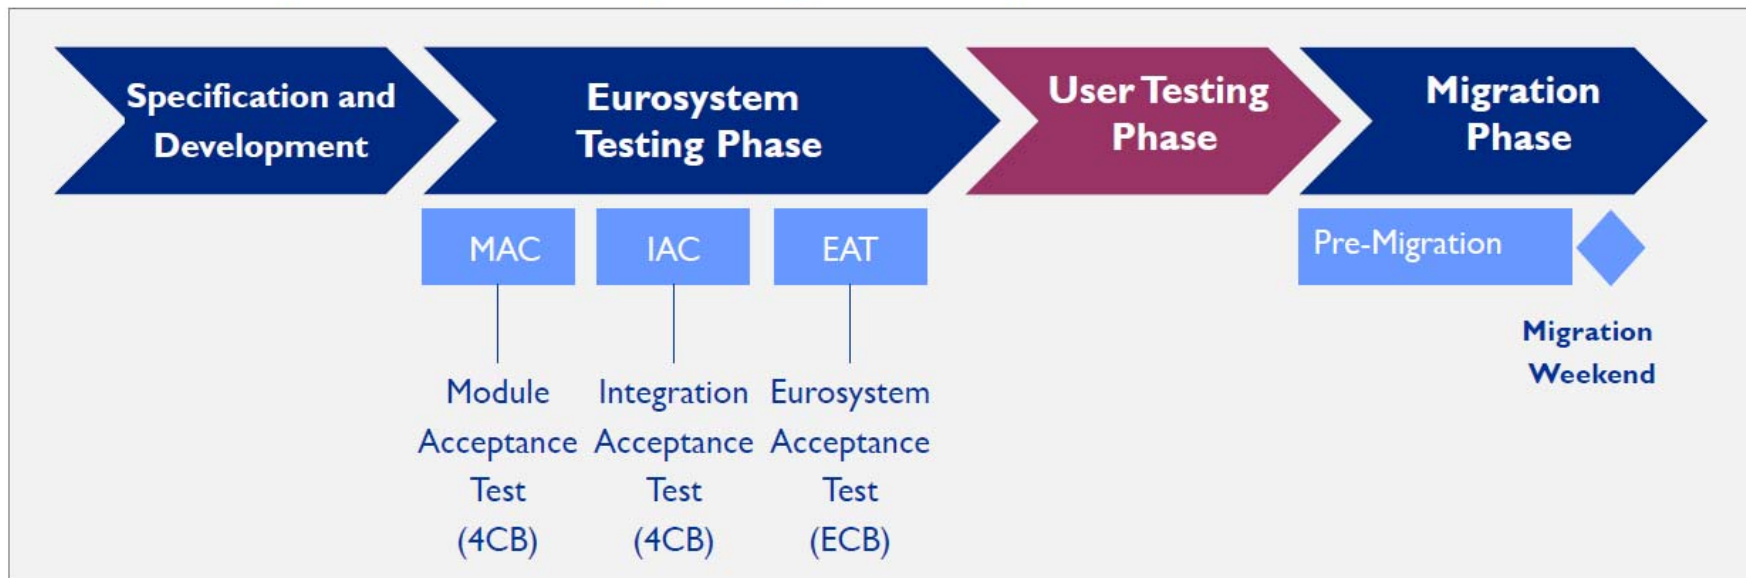 Specification and
Development
Eurosystem
Testing Phase
User Testing
Phase
Migration
Phase
MAC
IAC
EAT
Pre-Migration
Migration
Weekend
Module
Acceptance
Test
(4CB)
Integration
Acceptance
Test
(4CB)
Eurosystem
Acceptance
Test
(ECB)